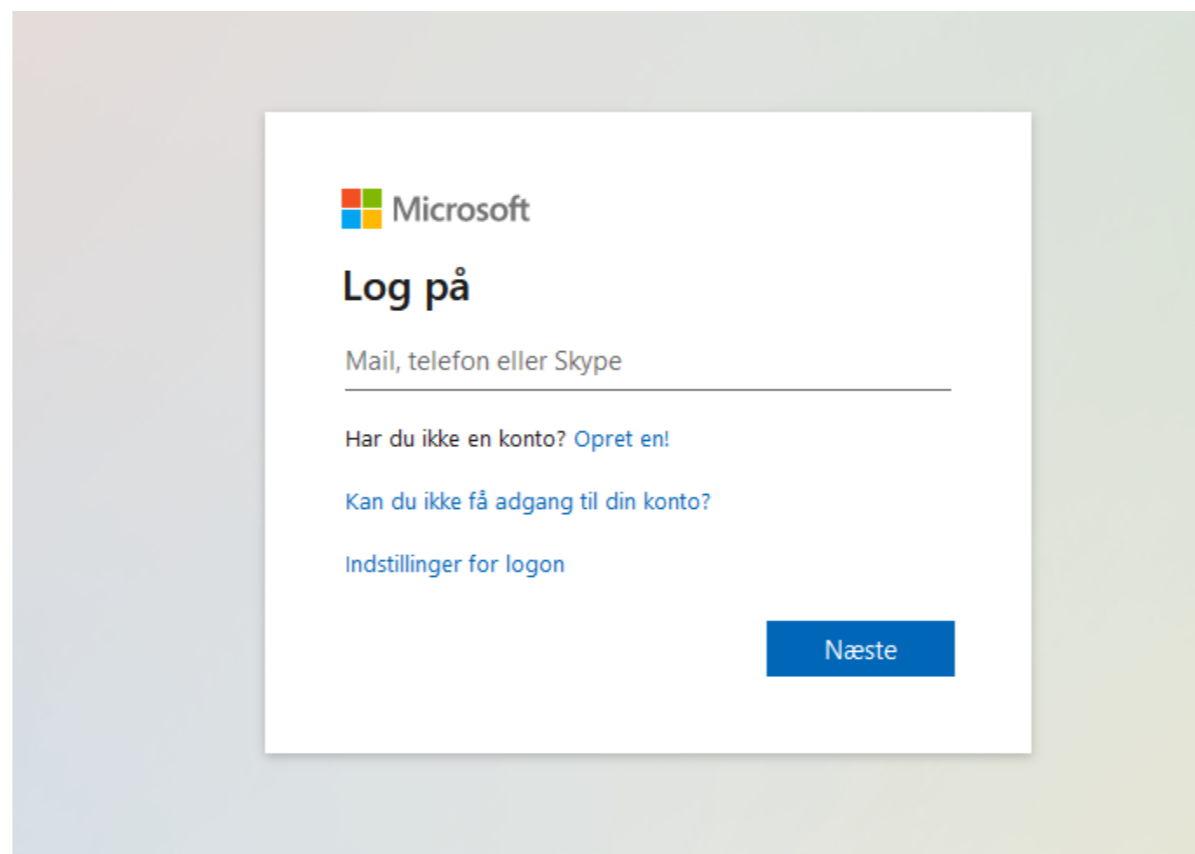 Microsoft
Log på
Mail, telefon eller Skype
Har du ikke en konto? Opret en!
Kan du ikke få adgang til din konto?
Indstillinger for logon
Næste